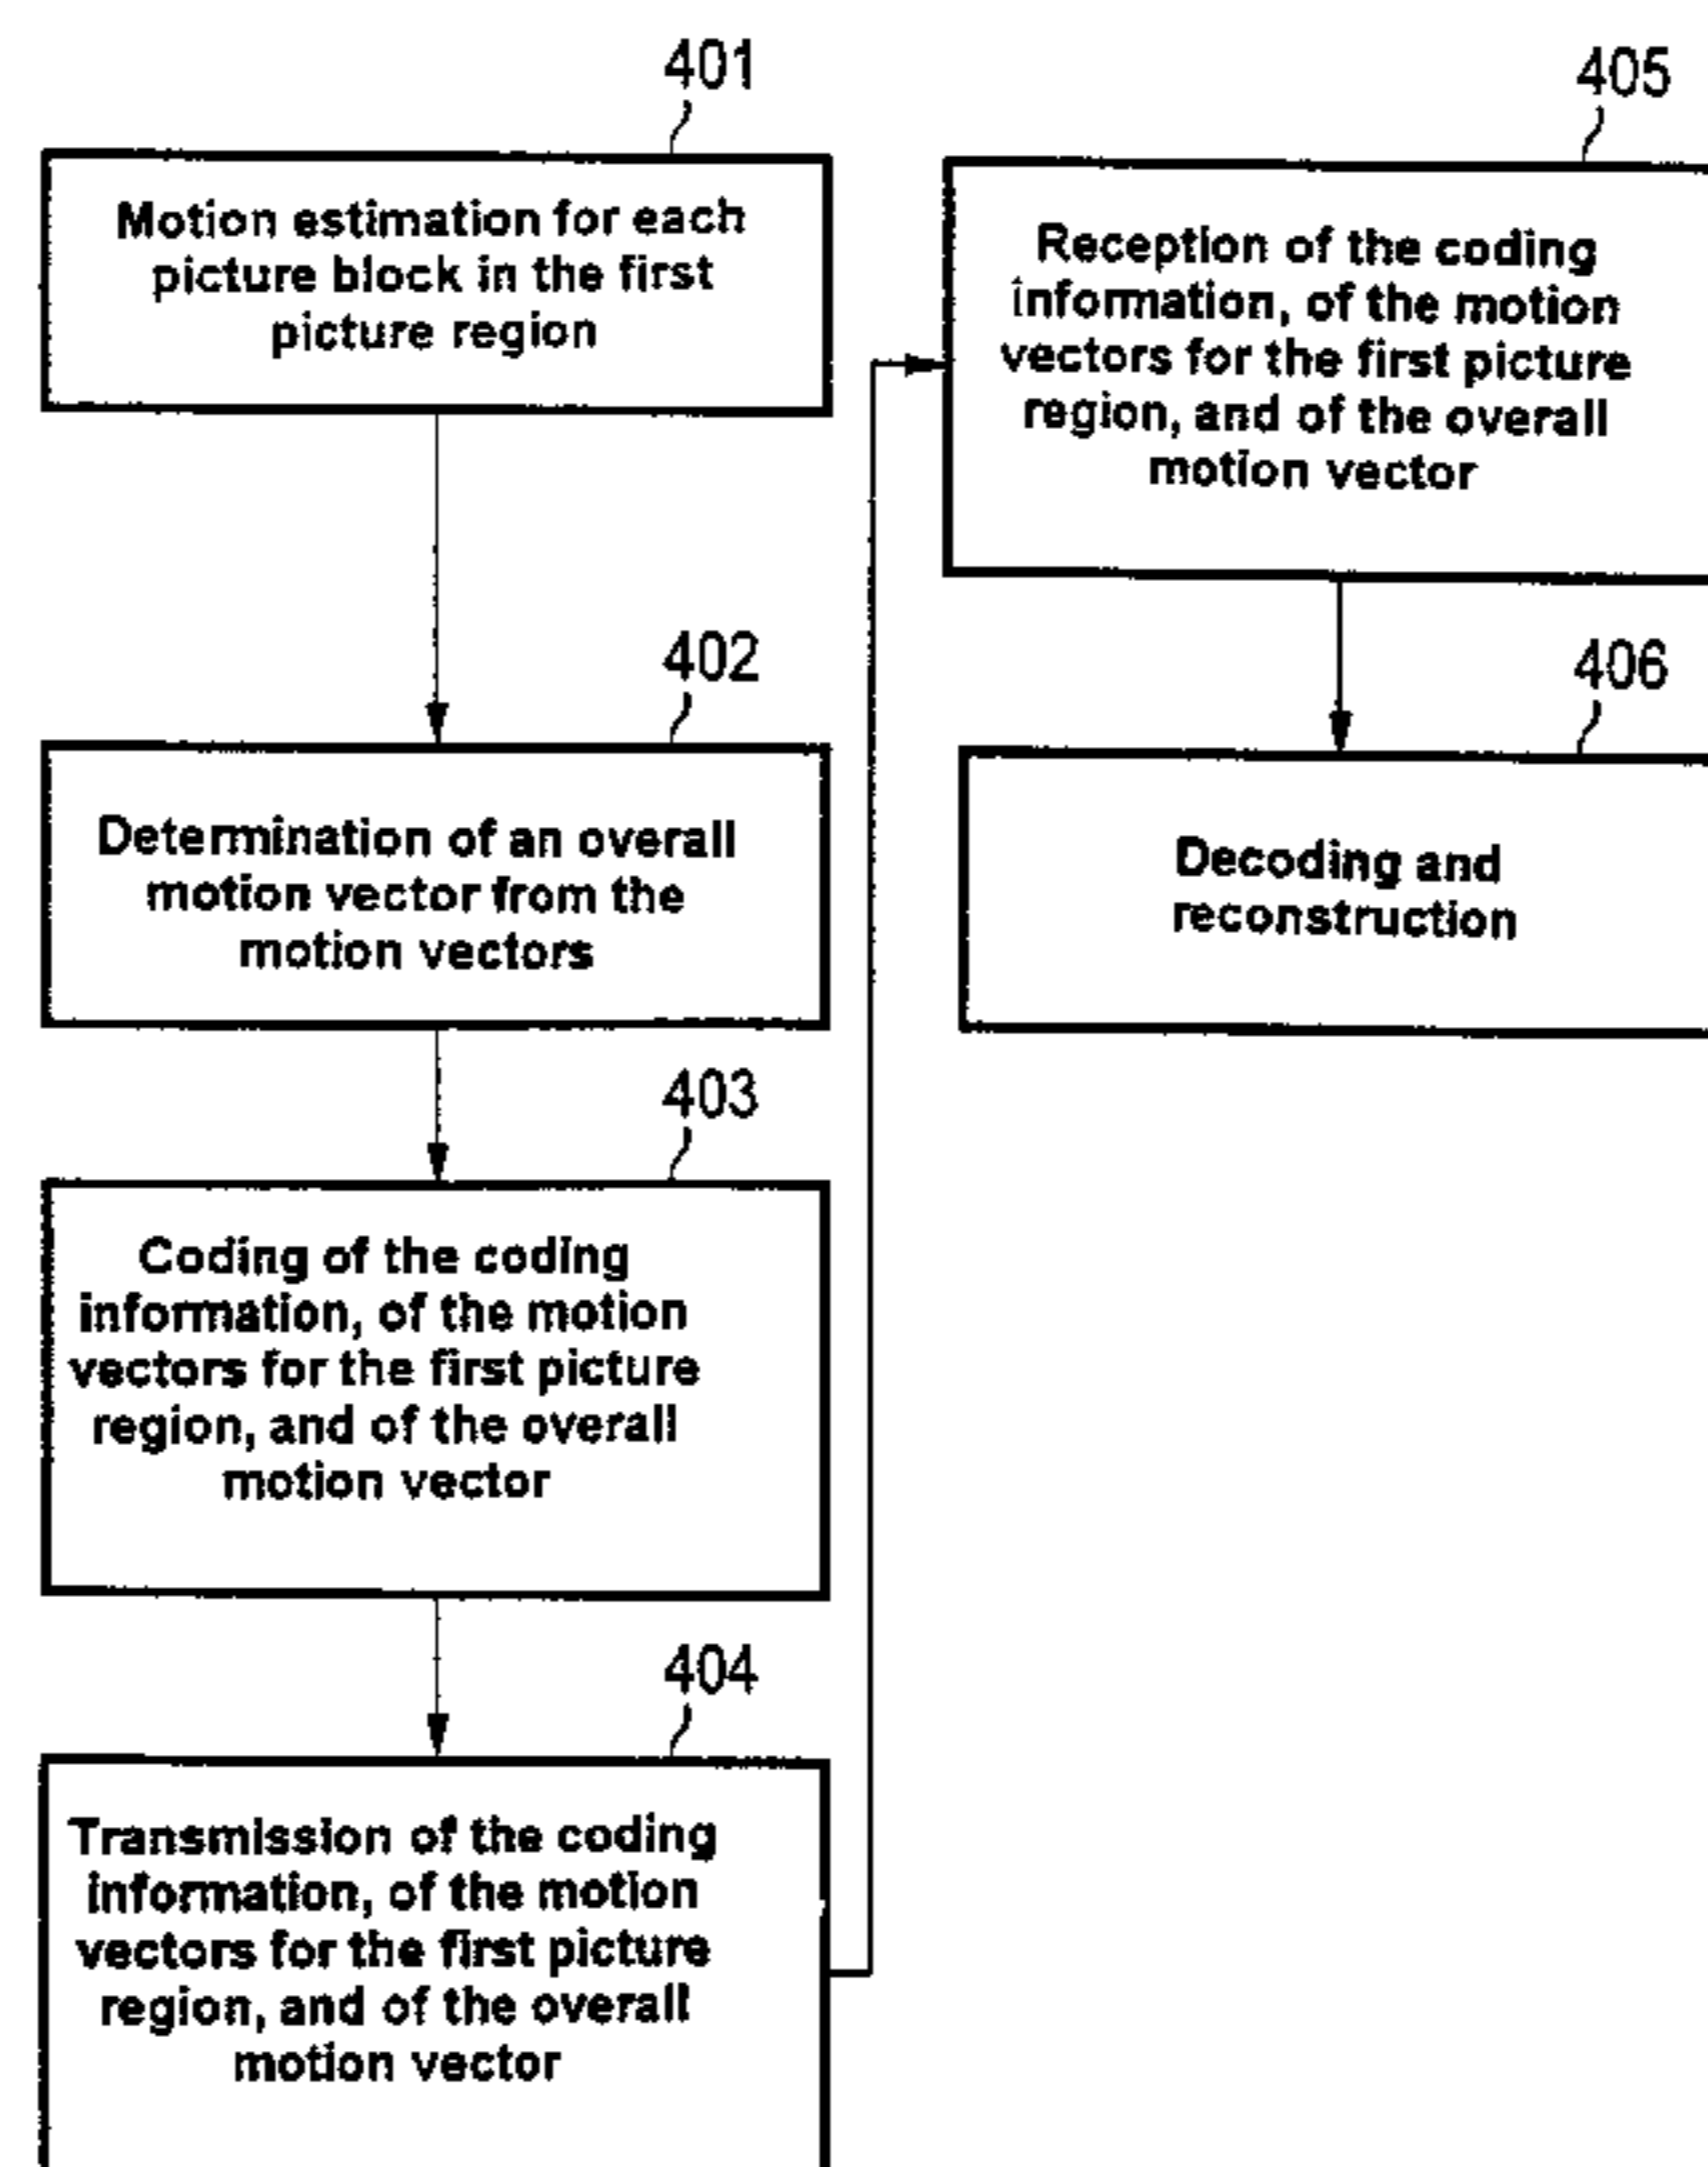 401
Motion estimation for each
picture block in the first
picture region
402
Determination of an overall
motion vector from the
motion vectors
403
Coding of the coding
information, of the motion
vectors for the first picture
region, and of the overall
motion vector
404
Transmission of the coding
information, of the motion
vectors for the first picture
region, and of the overall
motion vector
405
Reception of the coding
information, of the motion
vectors for the first picture
region, and of the overall
motion vector
406
Decoding and
reconstruction